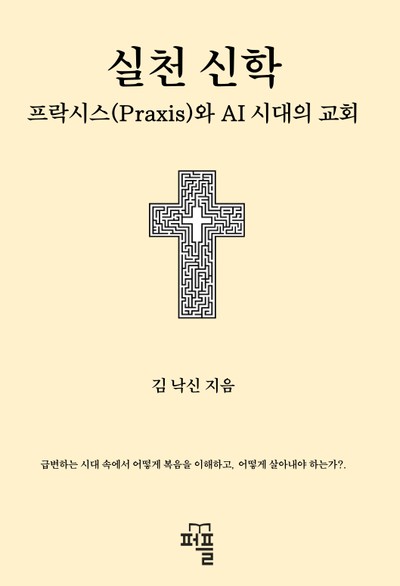 실천 신학
프락시스(Praxis)와 AI 시대의 교회
김 낙신 지음
급변하는 시대 속에서 어떻게 복음을 이해하고, 어떻게 살아내야 하는가?.
퍼플